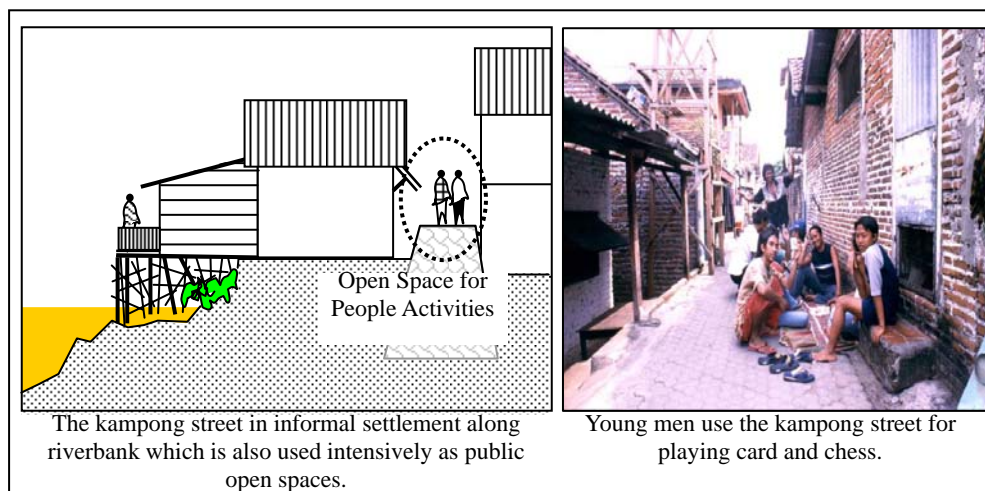 Open Space for
People Activities
The kampong street in informal settlement along
riverbank which is also used intensively as public
open spaces.
Young men use the kampong street for
playing card and chess.